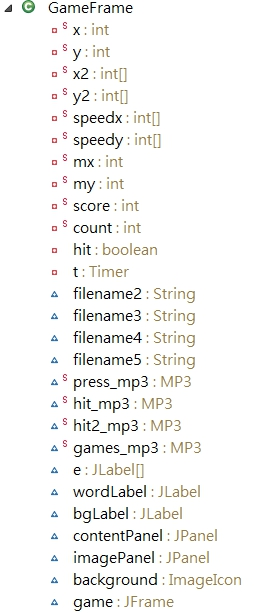 GameFrame
S x : int
S y : int
S x2 : int[]
S y2 : int[]
S speedx : int[]
S speedy : int[]
S mx : int
S my : int
S score : int
S count : int
hit : boolean
t : Timer
filename2 : String
filename3 : String
filename4 : String
filename5 : String
S press_mp3 : MP3
S hit_mp3 : MP3
S hit2_mp3 : MP3
S games_mp3 : MP3
e : JLabel[]
wordLabel : JLabel
bgLabel : JLabel
contentPanel : JPanel
imagePanel : JPanel
background : ImageIcon
game : JFrame